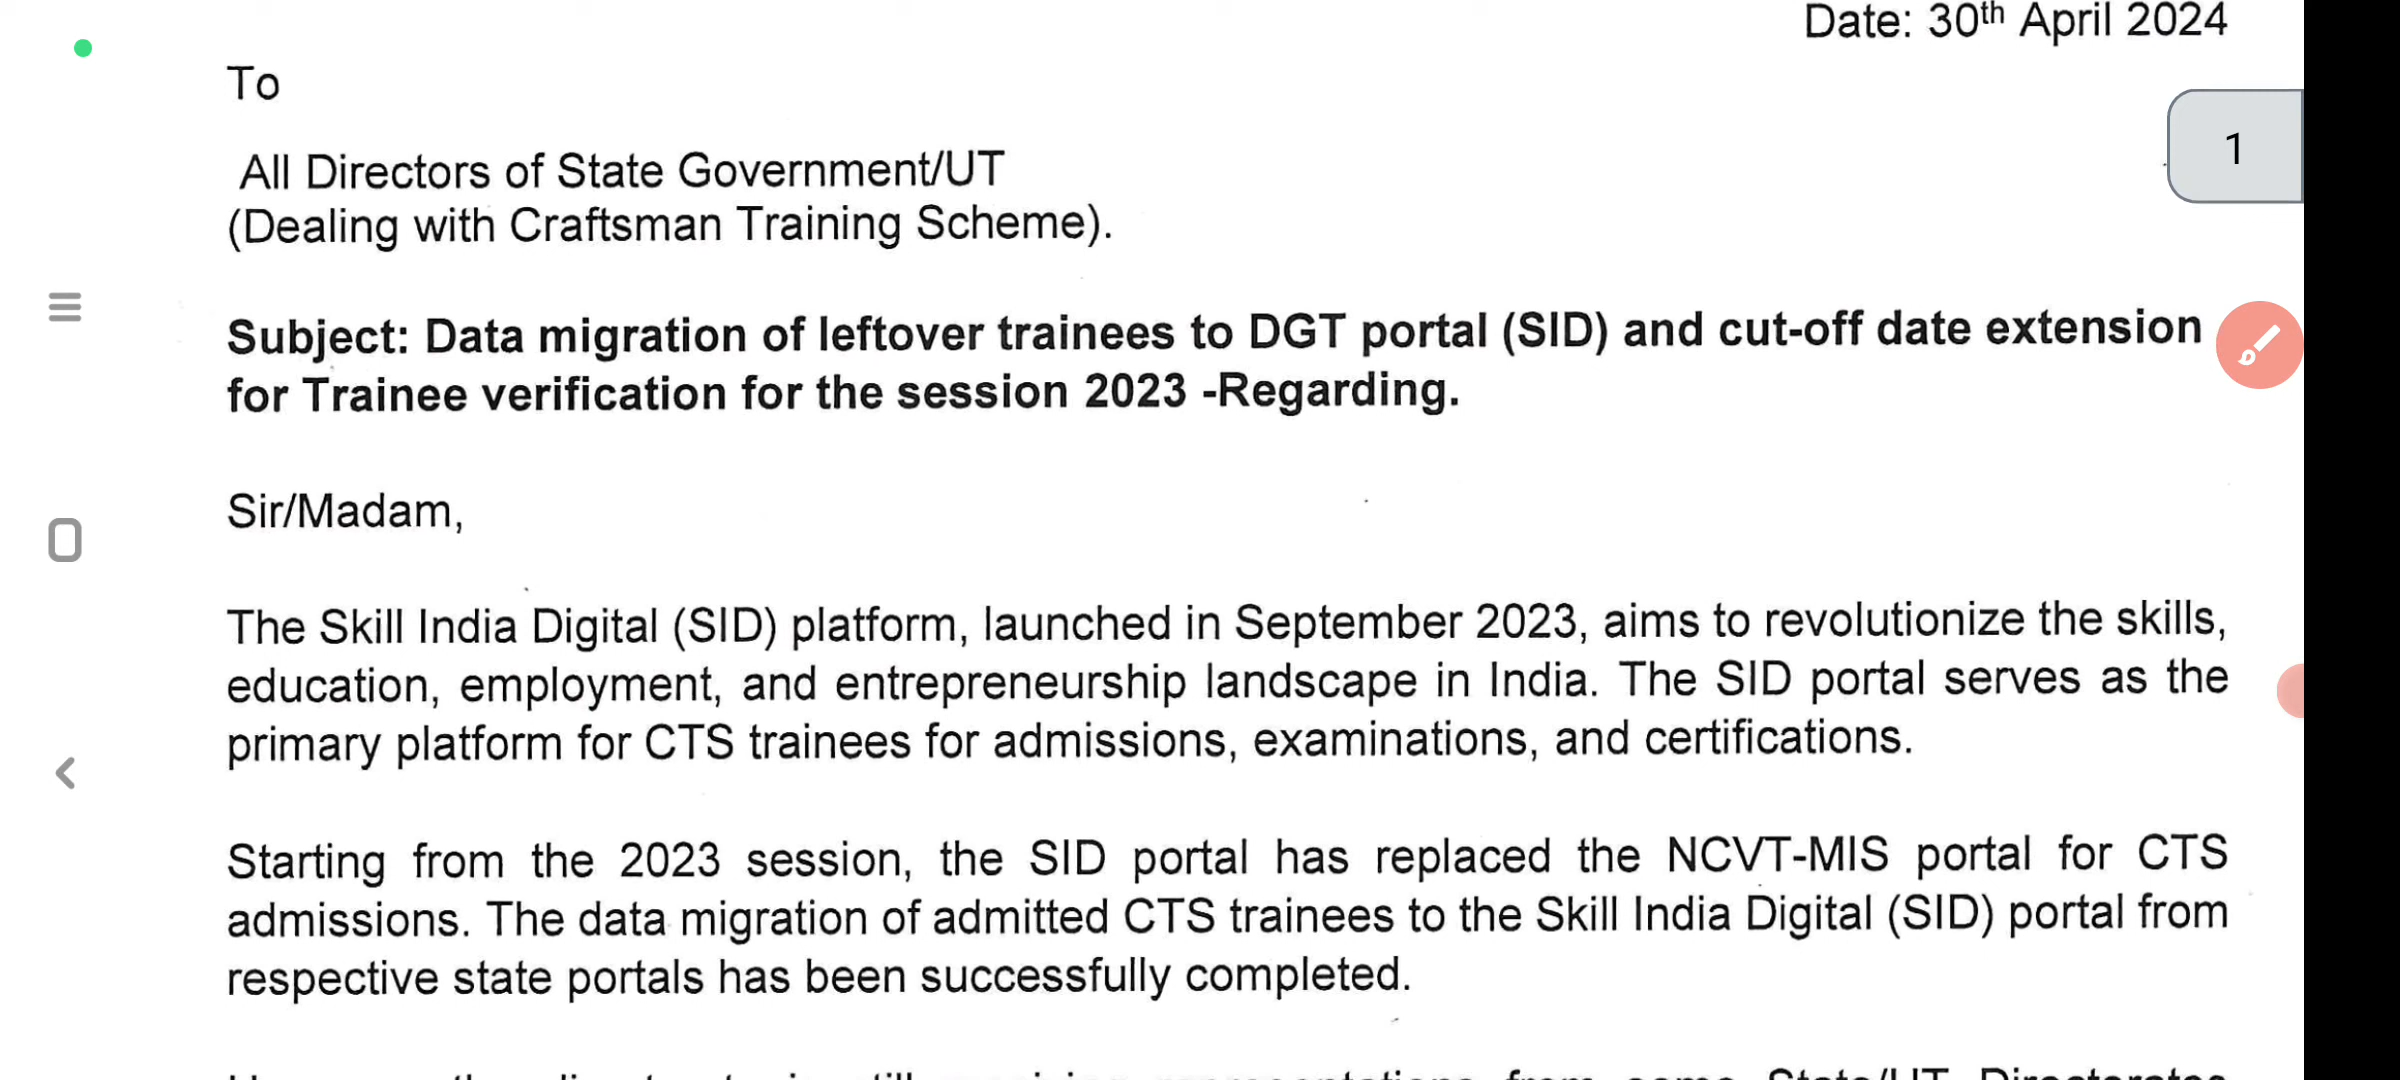 Date: 30th April 2024
To
All Directors of State Government/UT
(Dealing with Craftsman Training Scheme).
1
Subject: Data migration of leftover trainees to DGT portal (SID) and cut-off date extension
for Trainee verification for the session 2023 -Regarding.
Sir/Madam,
The Skill India Digital (SID) platform, launched in September 2023, aims to revolutionize the skills,
education, employment, and entrepreneurship landscape in India. The SID portal serves as the
primary platform for CTS trainees for admissions, examinations, and certifications.
Starting from the 2023 session, the SID portal has replaced the NCVT-MIS portal for CTS
admissions. The data migration of admitted CTS trainees to the Skill India Digital (SID) portal from
respective state portals has been successfully completed.